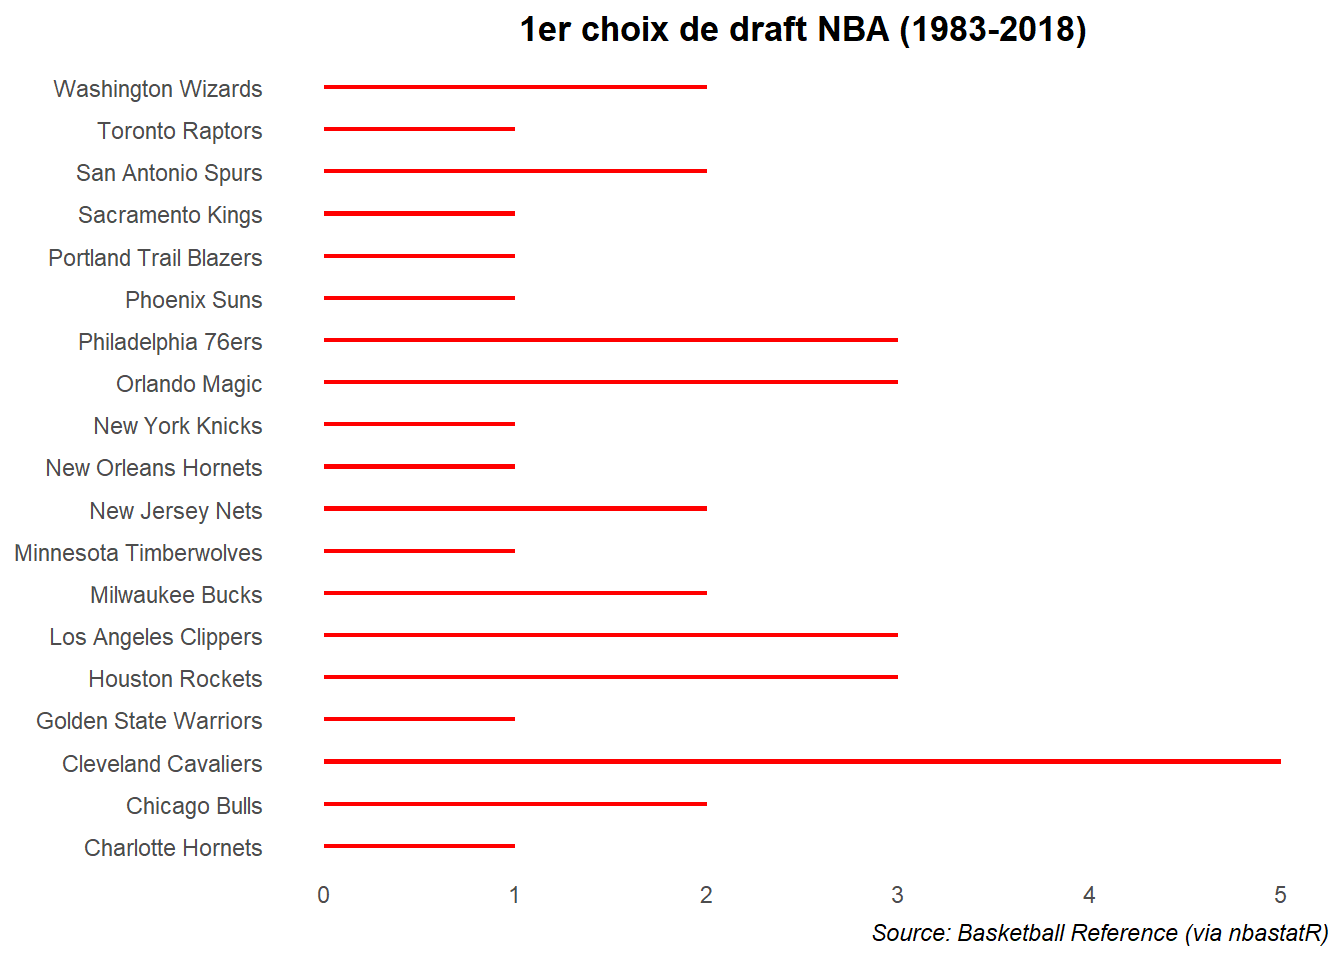 1er choix de draft NBA (1983-2018)
Washington Wizards
Toronto Raptors
San Antonio Spurs
Sacramento Kings
Portland Trail Blazers
Phoenix Suns
Philadelphia 76ers
Orlando Magic
New York Knicks
New Orleans Hornets
New Jersey Nets
Minnesota Timberwolves
Milwaukee Bucks
Los Angeles Clippers
Houston Rockets
Golden State Warriors
Cleveland Cavaliers
Chicago Bulls
Charlotte Hornets
0 1 2 3 4 5
Source: Basketball Reference (via nbastatR)